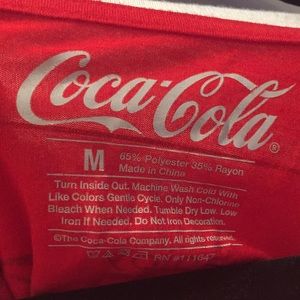 Coca-Cola®
M
65% Polyester 35% Rayon
Made in China
Turn Inside Out. Machine Wash Cold With
Like Colors Gentle Cycle. Only Non-Chlorine
Bleach When Needed. Tumble Dry Low. Low
Iron If Needed. Do Not Iron Decoration.
©The Coca-Cola Company. All rights reserved.
RN #111647